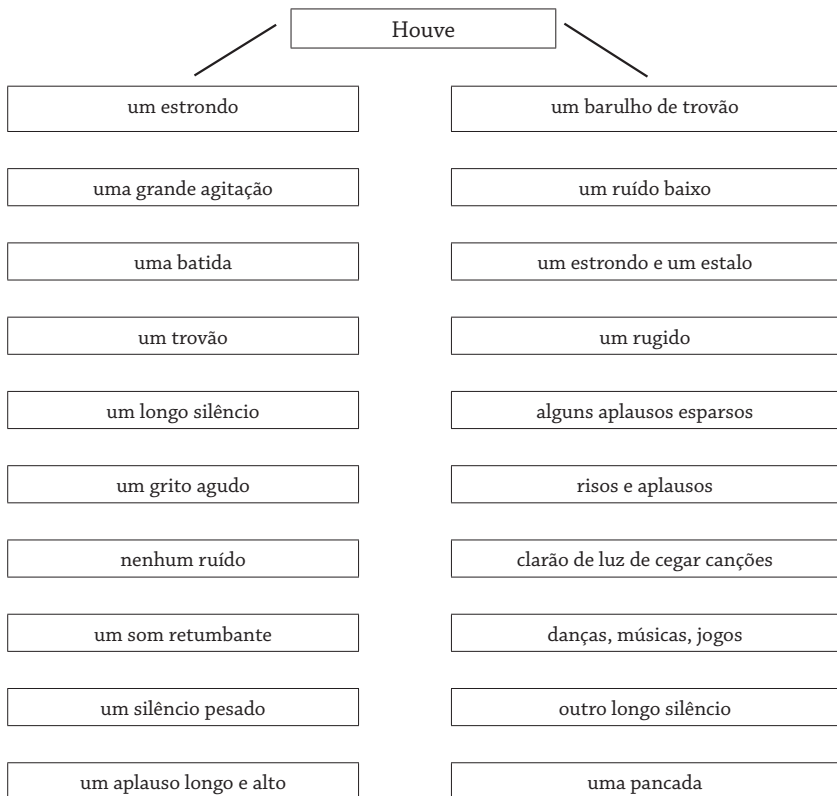 Houve
um estrondo
um barulho de trovão
uma grande agitação
um ruído baixo
uma batida
um estrondo e um estalo
um trovão
um rugido
um longo silêncio
alguns aplausos esparsos
um grito agudo
risos e aplausos
nenhum ruído
clarão de luz de cegar canções
um som retumbante
danças, músicas, jogos
um silêncio pesado
outro longo silêncio
um aplauso longo e alto
uma pancada